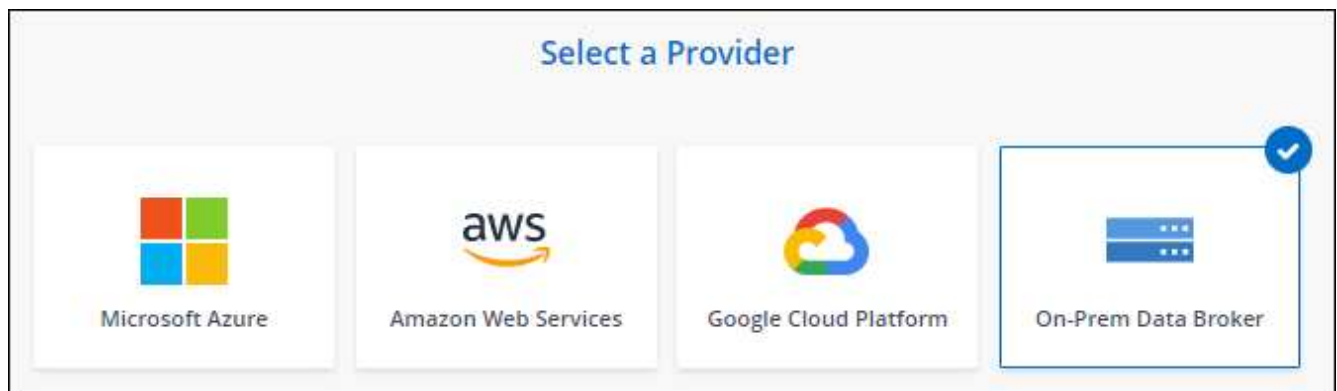 Select a Provider
aws
Microsoft Azure
Amazon Web Services
Google Cloud Platform
On-Prem Data Broker